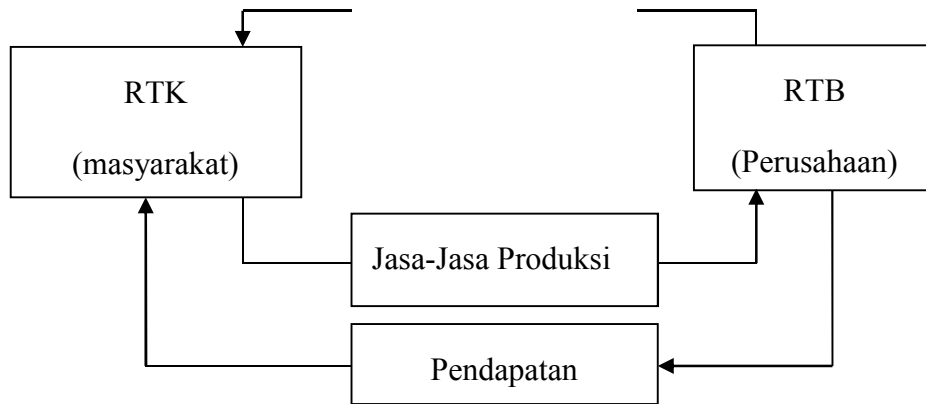 RTK
(masyarakat)
RTB
(Perusahaan)
Jasa-Jasa Produksi
Pendapatan